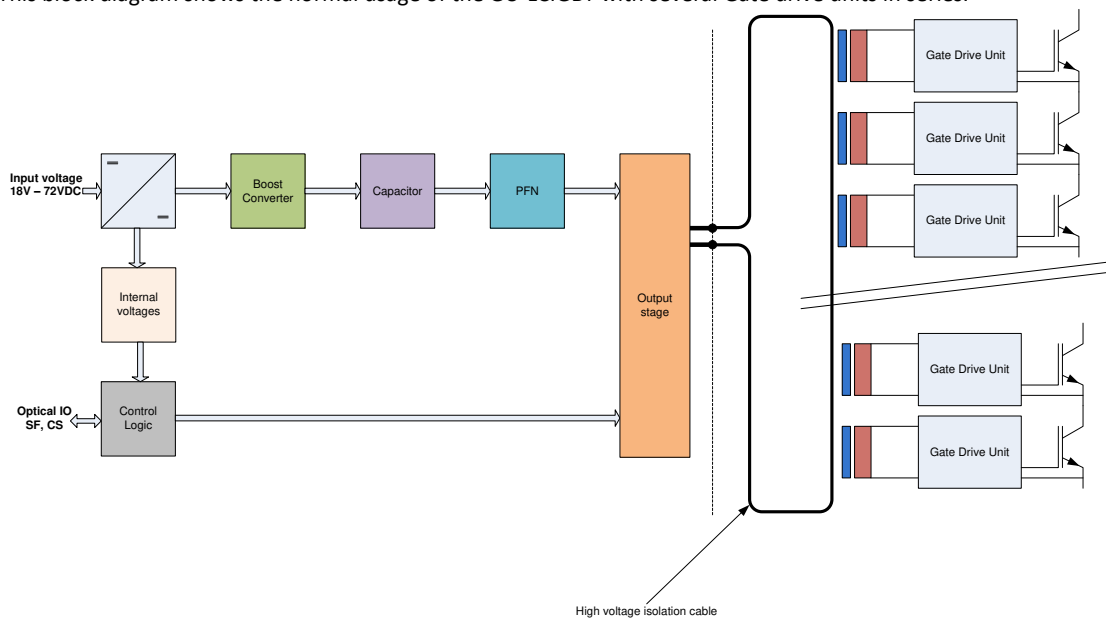 This block diagram shows the normal usage of the with several Gate drive units in series.
Gate Drive Unit
Gate Drive Unit
Gate Drive Unit
Input voltage
18V – 72VDC
Boost
Converter
Capacitor
PFN
Internal
voltages
Output
stage
Optical IO
SF, CS
Control
Logic
Gate Drive Unit
Gate Drive Unit
High voltage isolation cable